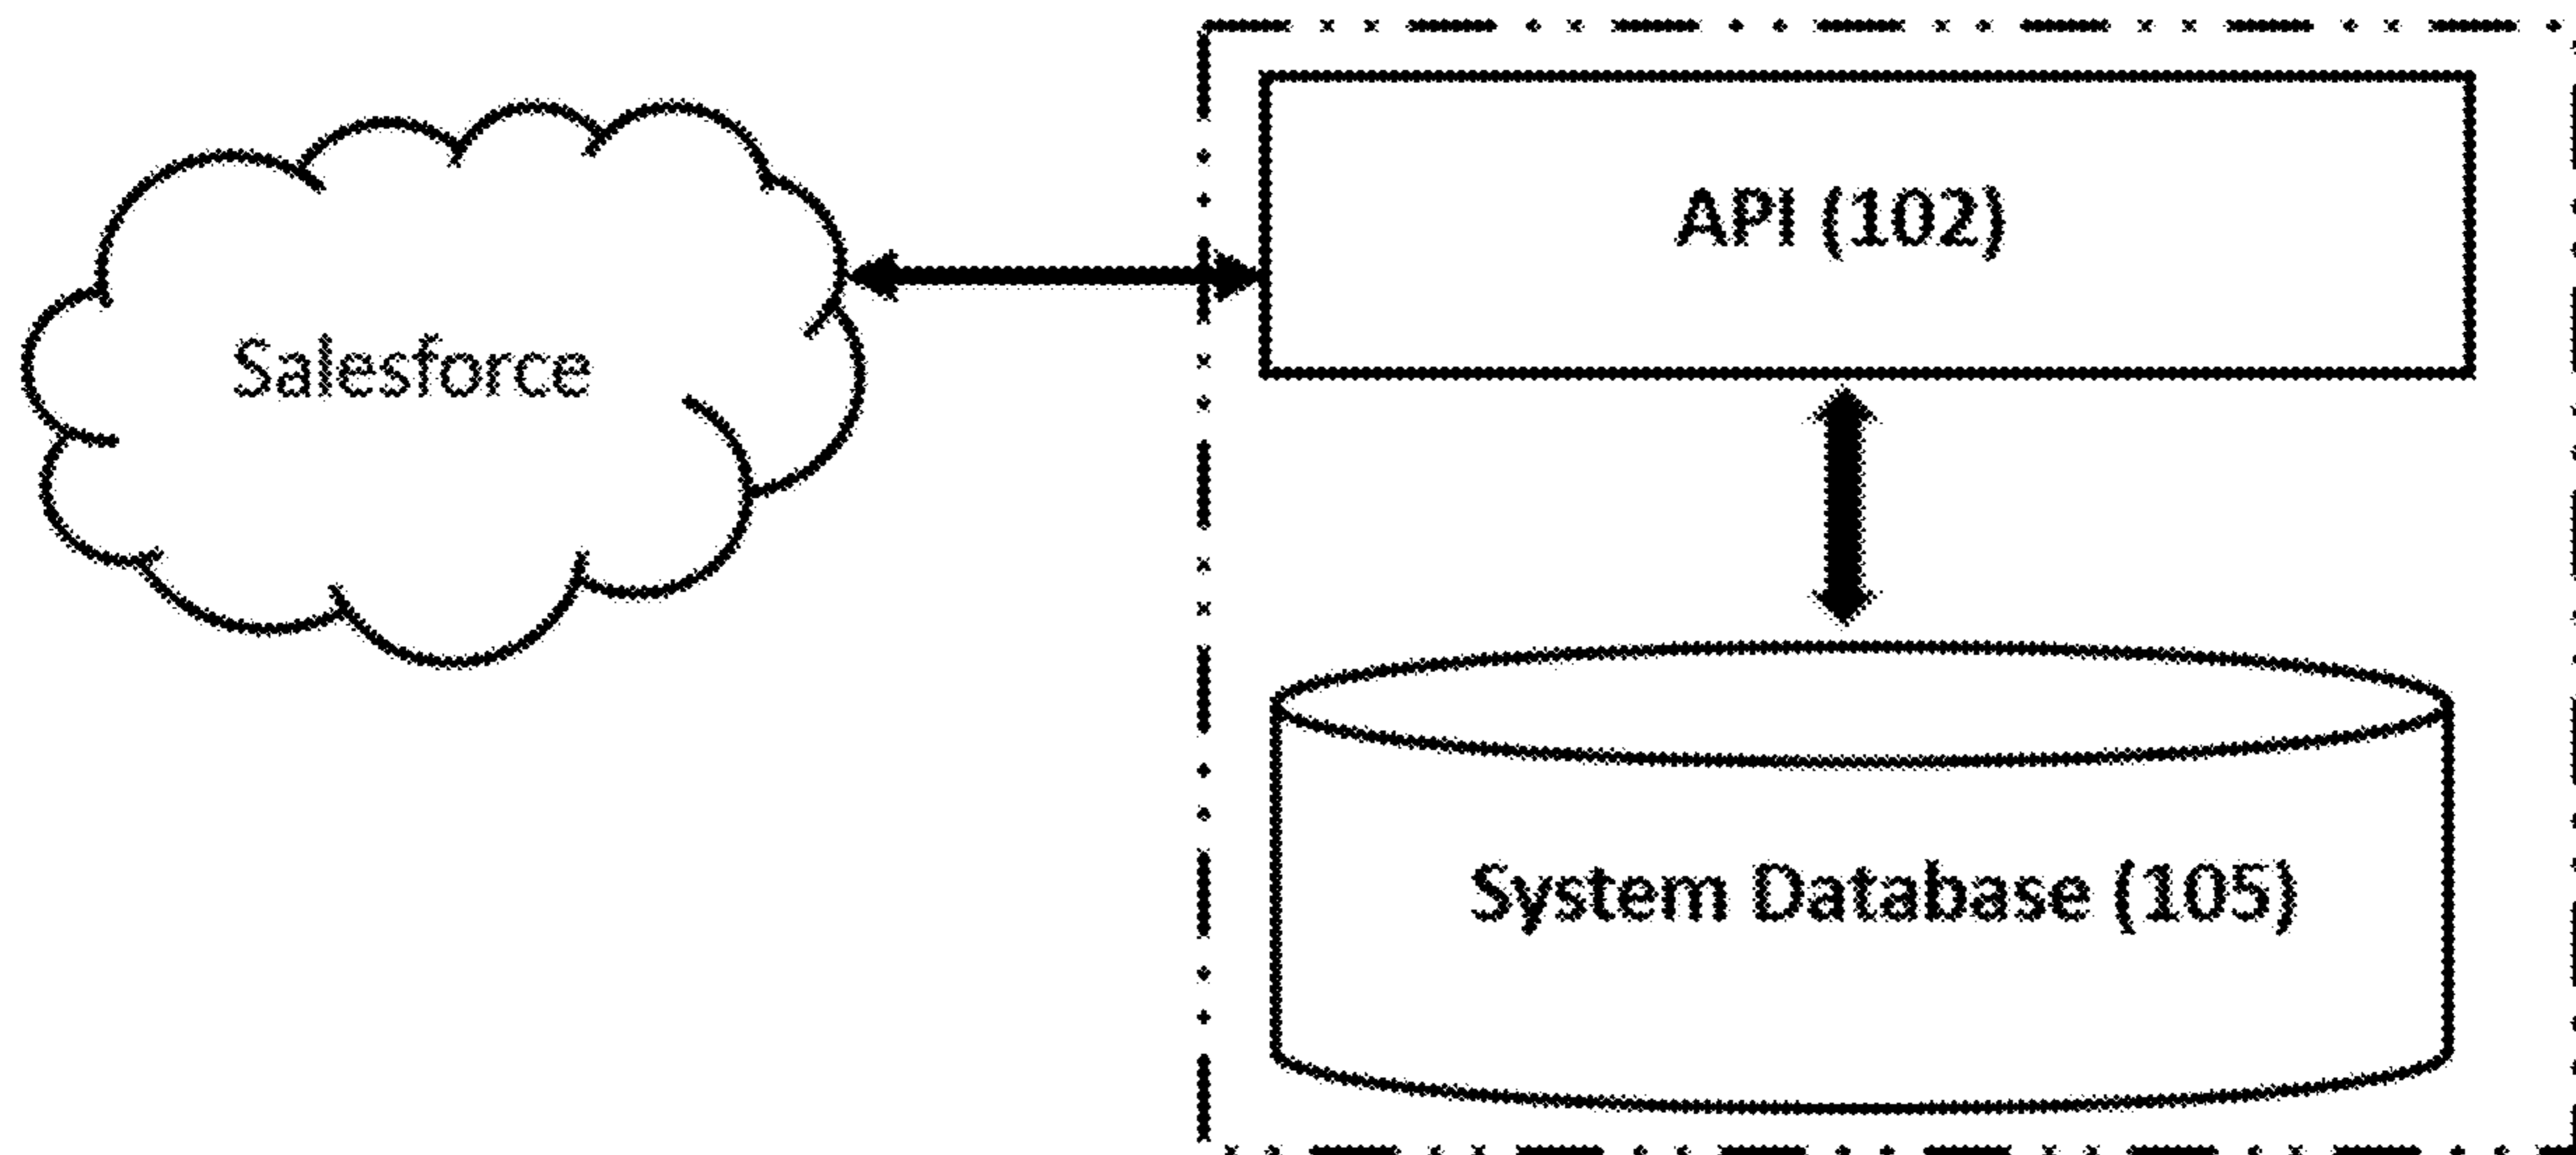 API (102)
Salesforce
System Database (105)